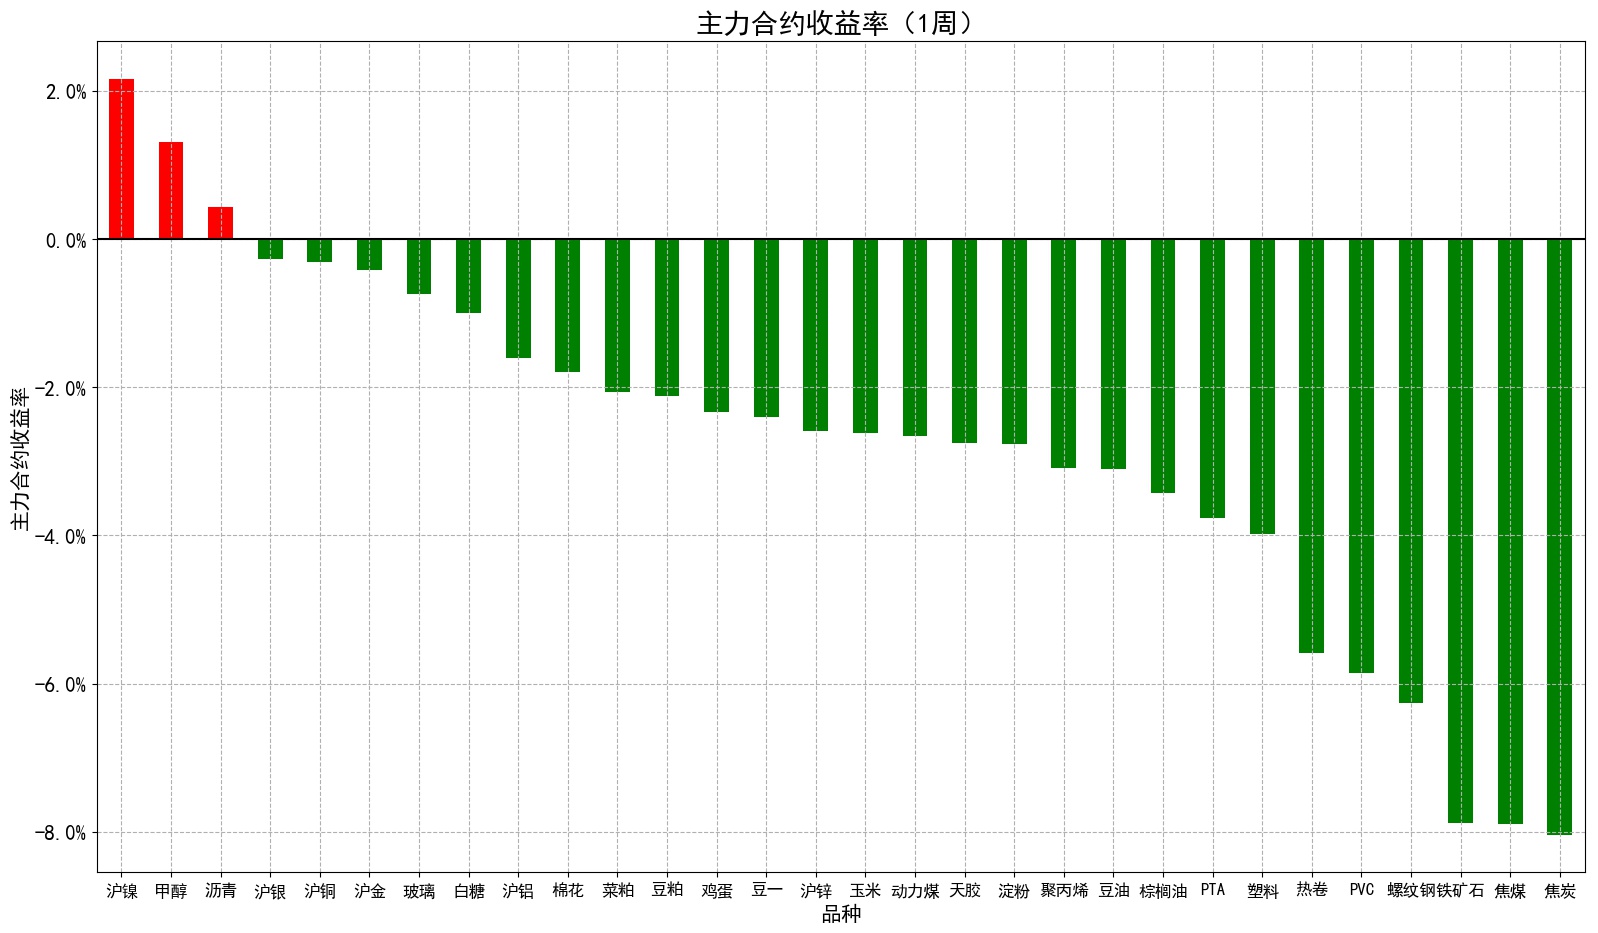 主力合约收益率（1周）
主力合约收益率
2.0%
0.0%
-2.0%
-4.0%
-6.0%
-8.0%
沪镍 甲醇 沥青 沪银 沪铜 沪金 玻璃 白糖 沪铝 棉花 菜粕 豆粕 鸡蛋 豆一 沪锌 玉米 动力煤 天胶 淀粉 聚丙烯 豆油 棕榈油 PTA 塑料 热卷 PVC 螺纹钢 铁矿石 焦煤 焦炭
品种